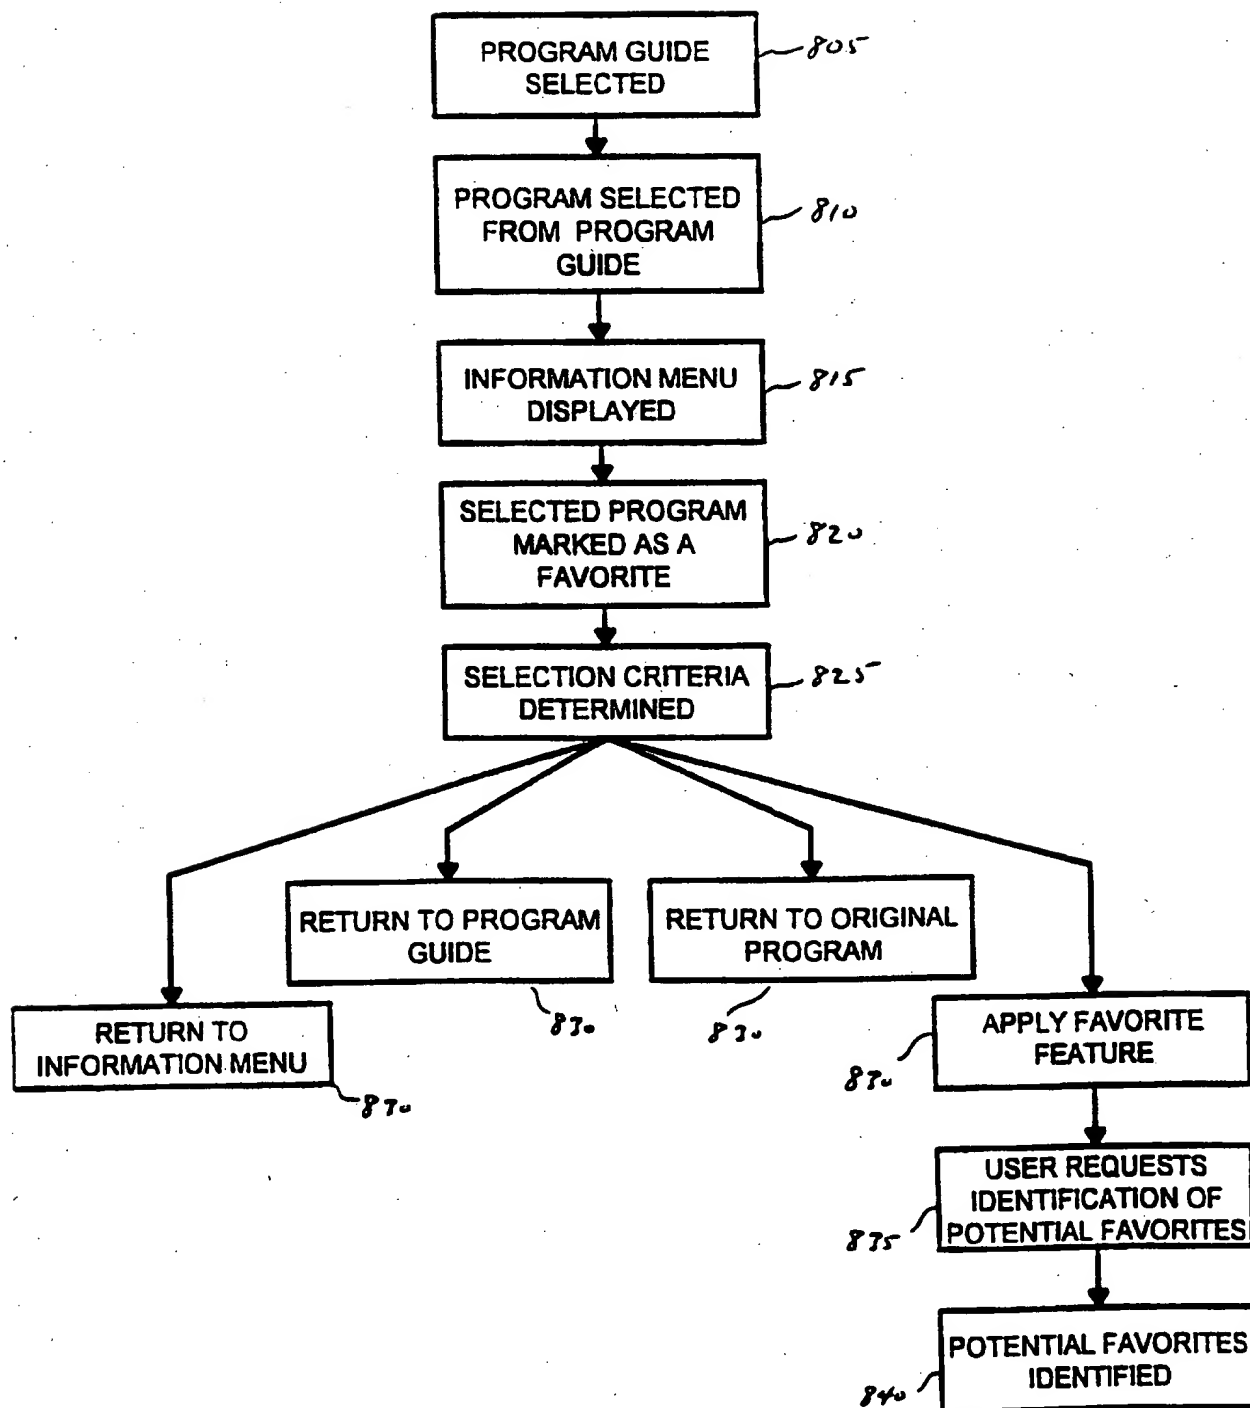 PROGRAM GUIDE
SELECTED
805
PROGRAM SELECTED
FROM PROGRAM
GUIDE
810
INFORMATION MENU
DISPLAYED
815
SELECTED PROGRAM
MARKED AS A
FAVORITE
820
SELECTION CRITERIA
DETERMINED
825
RETURN TO PROGRAM
GUIDE
830
RETURN TO ORIGINAL
PROGRAM
830
RETURN TO
INFORMATION MENU
830
APPLY FAVORITE
FEATURE
830
USER REQUESTS
IDENTIFICATION OF
POTENTIAL FAVORITES
835
POTENTIAL FAVORITES
IDENTIFIED
840